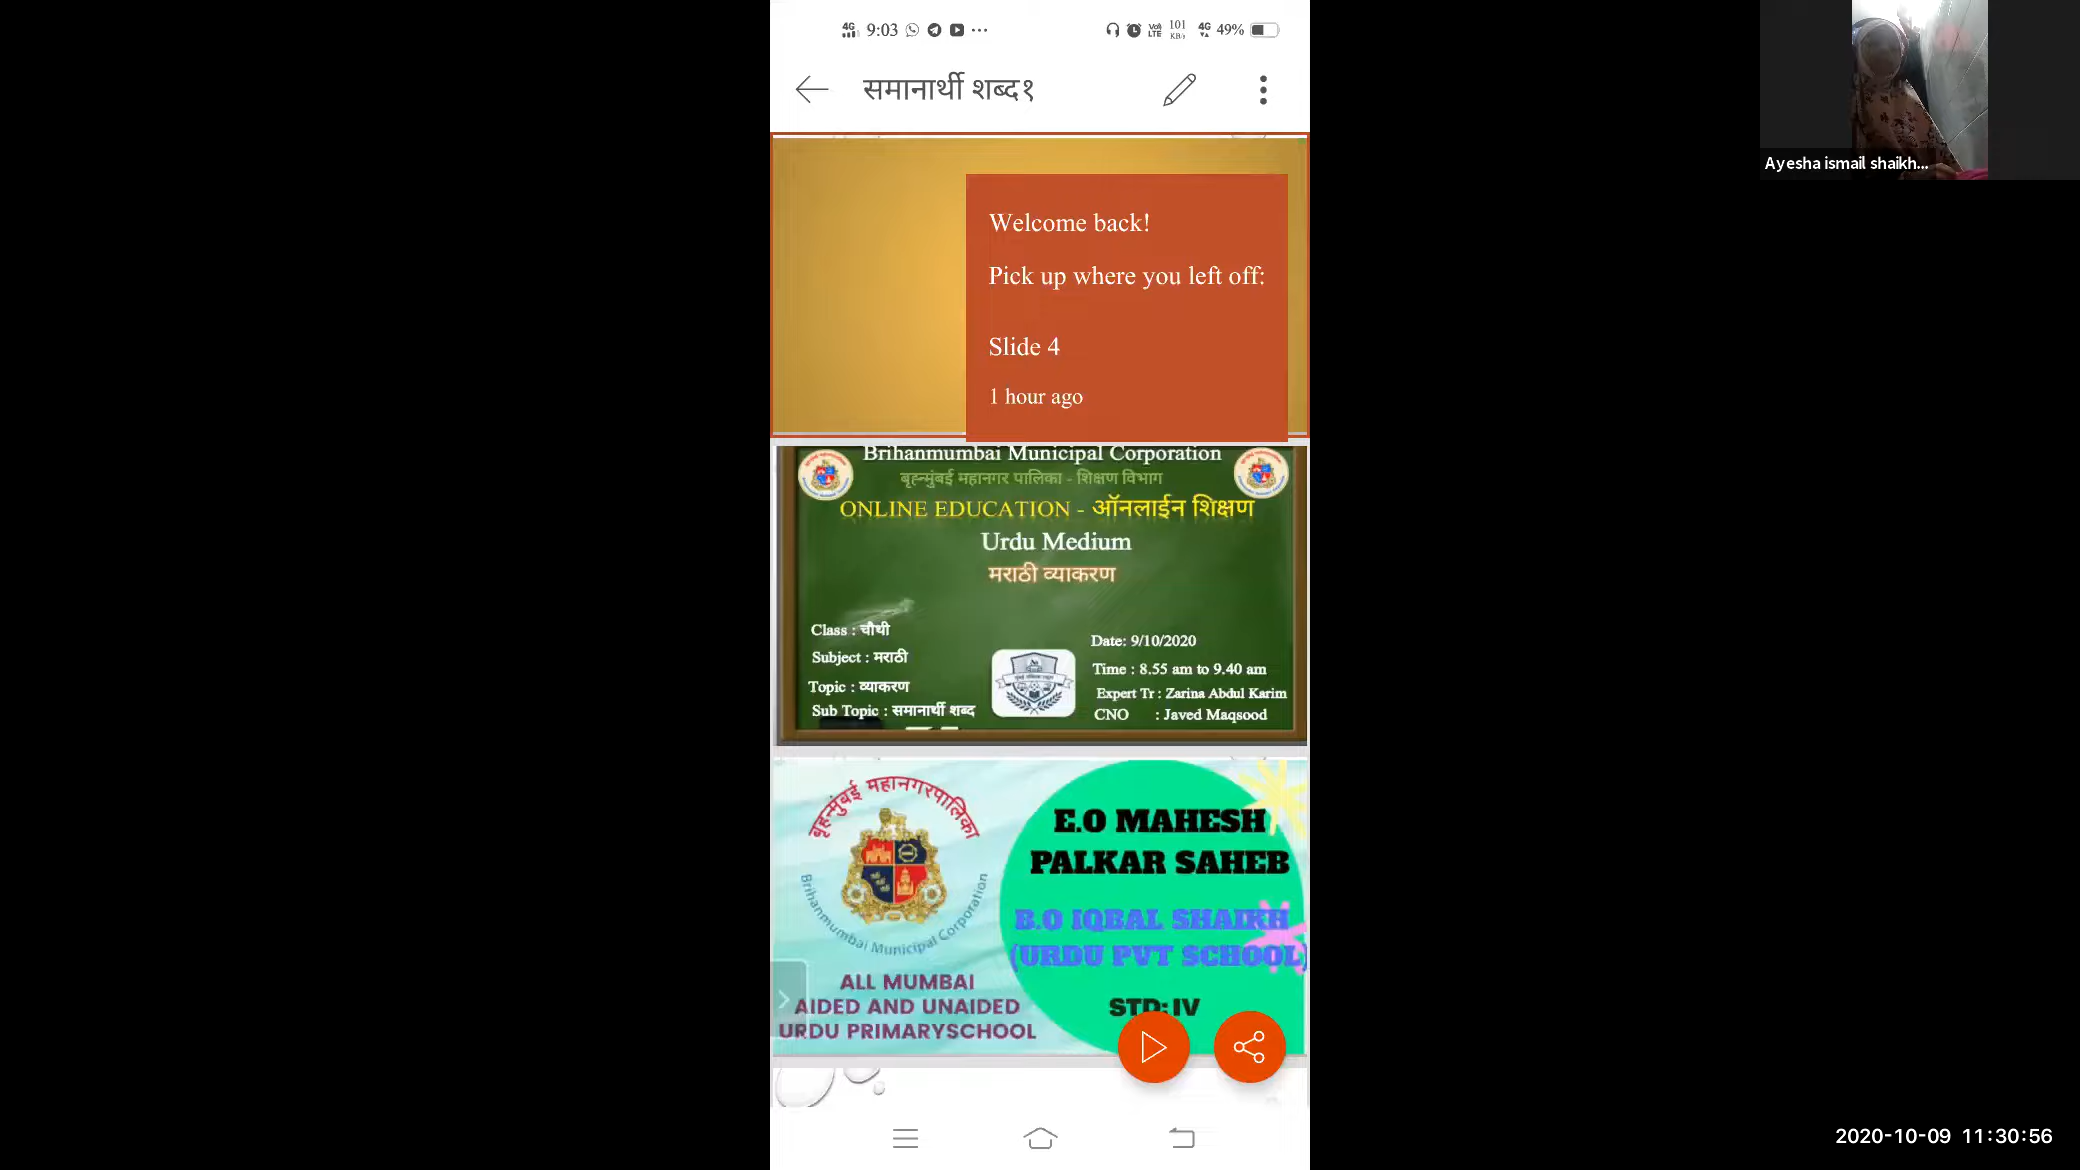 9:03
101
KB/s
4G 49%
समानार्थी शब्द१
Welcome back!
Pick up where you left off:
Slide 4
1 hour ago
Brihanmumbai Municipal Corporation
बृहन्मुंबई महानगर पालिका - शिक्षण विभाग
ONLINE EDUCATION - ऑनलाईन शिक्षण
Urdu Medium
मराठी व्याकरण
Class : चौथी
Subject : मराठी
Topic : व्याकरण
Sub Topic : समानार्थी शब्द
Date: 9/10/2020
Time : 8.55 am to 9.40 am
Expert Tr : Zarina Abdul Karim
CNO : Javed Maqsood
बृहन्मुंबई महानगरपालिका
Brihanmumbai Municipal Corporation
ALL MUMBAI
AIDED AND UNAIDED
URDU PRIMARYSCHOOL
E.O MAHESH
PALKAR SAHEB
B.O IQBAL SHAIKH
(URDU PVT SCHOOL)
STD:IV
Ayesha ismail shaikh...
2020-10-09 11:30:56